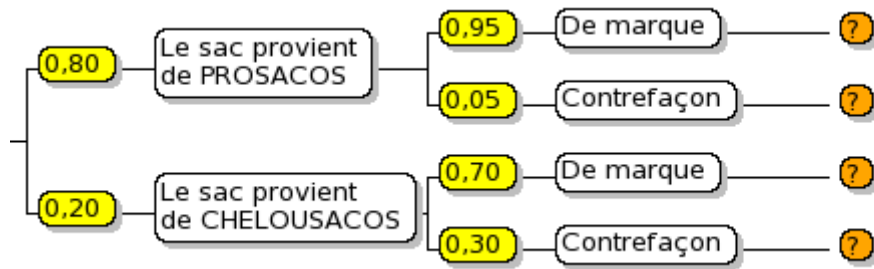 0,95 De marque ?
0,80 Le sac provient
de PROSACOS
0,05 Contrefaçon ?
0,70 De marque ?
0,20 Le sac provient
de CHELOUSACOS
0,30 Contrefaçon ?